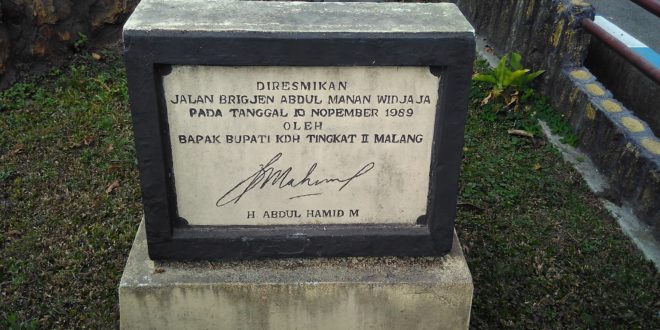 DIRESMIKAN
JALAN BRIGJEN ABDUL MANAN WIDJAJA
PADA TANGGAL 10 NOPEMBER 1989
OLEH
BAPAK BUPATI KDH TINGKAT II MALANG
H ABDUL HAMID M